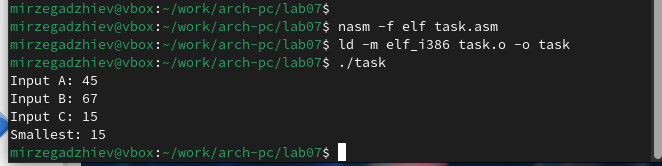 mirzegadzhiev@vbox:~/work/arch-pc/lab07$
mirzegadzhiev@vbox:~/work/arch-pc/lab07$ nasm -f elf task.asm
mirzegadzhiev@vbox:~/work/arch-pc/lab07$ ld -m elf_i386 task.o -o task
mirzegadzhiev@vbox:~/work/arch-pc/lab07$ ./task
Input A: 45
Input B: 67
Input C: 15
Smallest: 15
mirzegadzhiev@vbox:~/work/arch-pc/lab07$